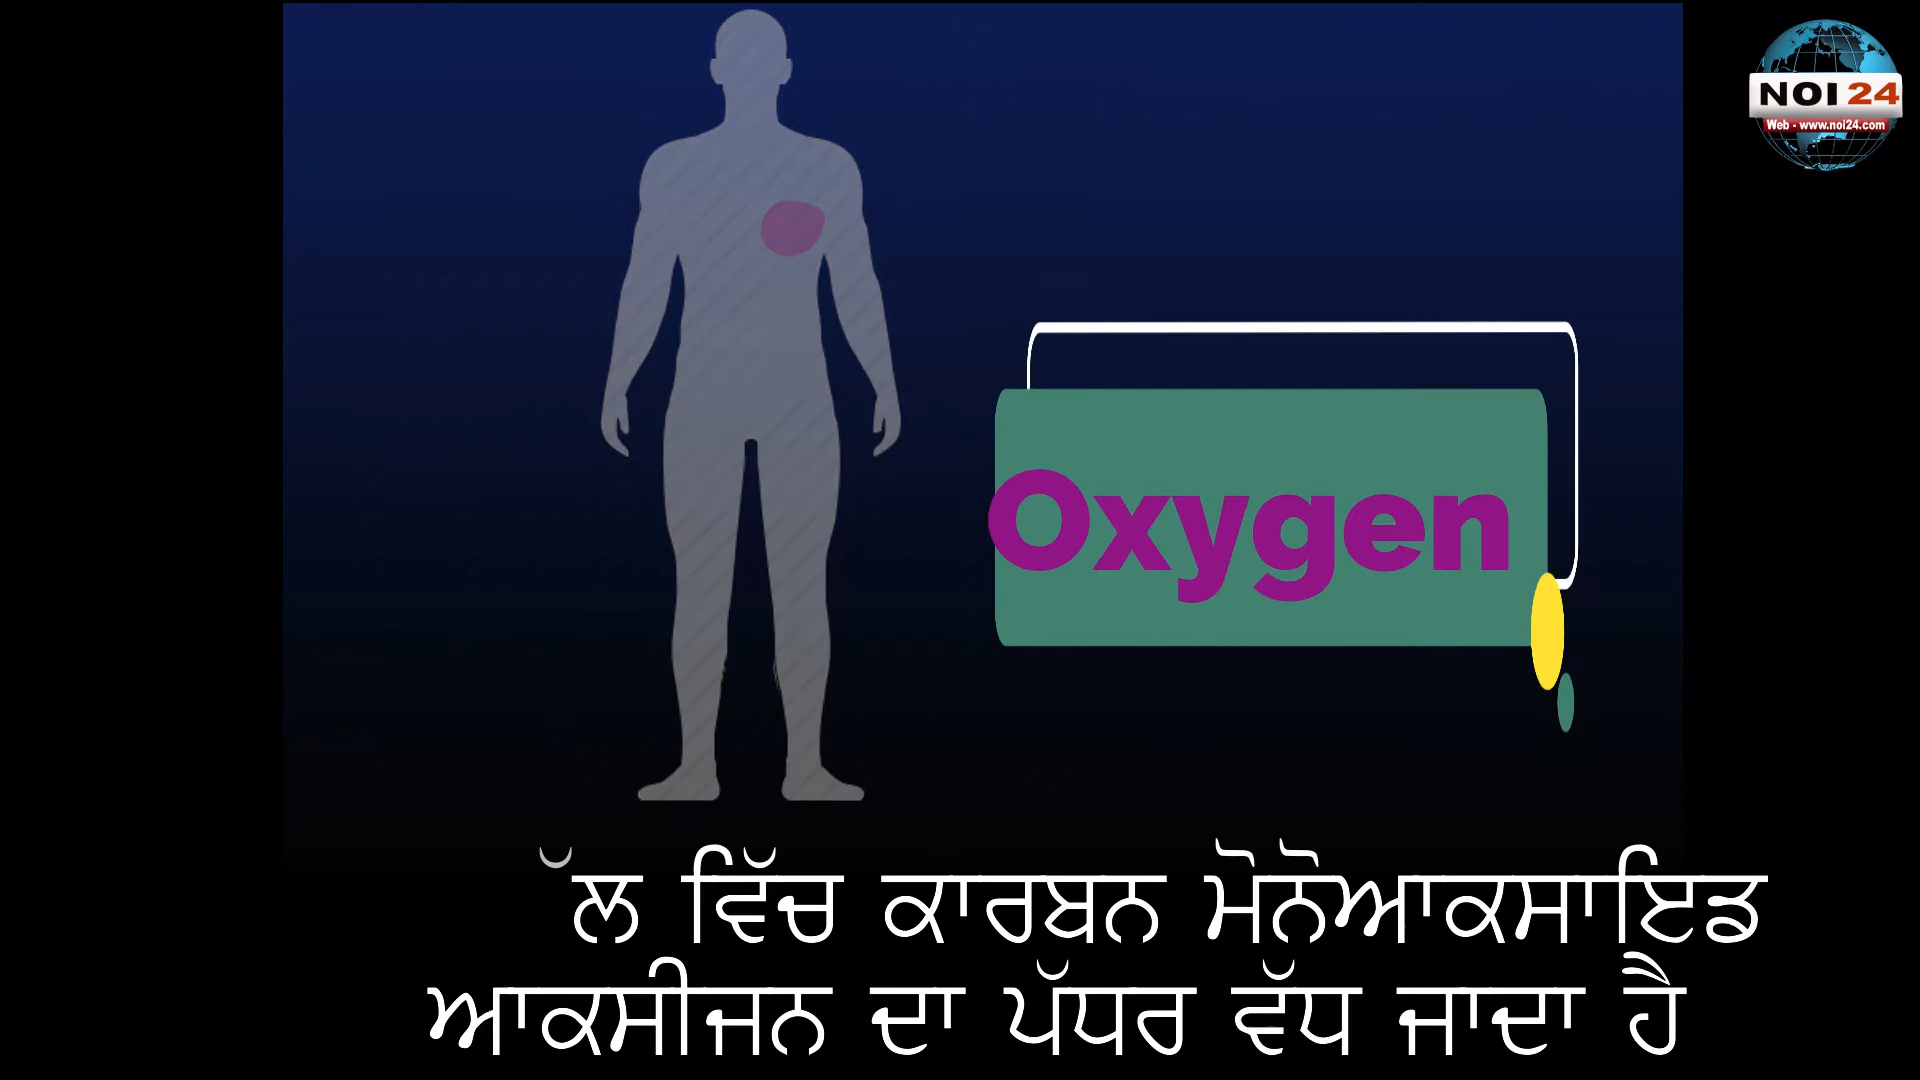 NOI 24
Web - www.noi24.com
Oxygen
ਵਿੱਚ ਕਾਰਬਨ ਮੋਨੋਆਕਸਾਇਡ
ਆਕਸੀਜਨ ਦਾ ਪੱਧਰ ਵੱਧ ਜਾਦਾ ਹੈ